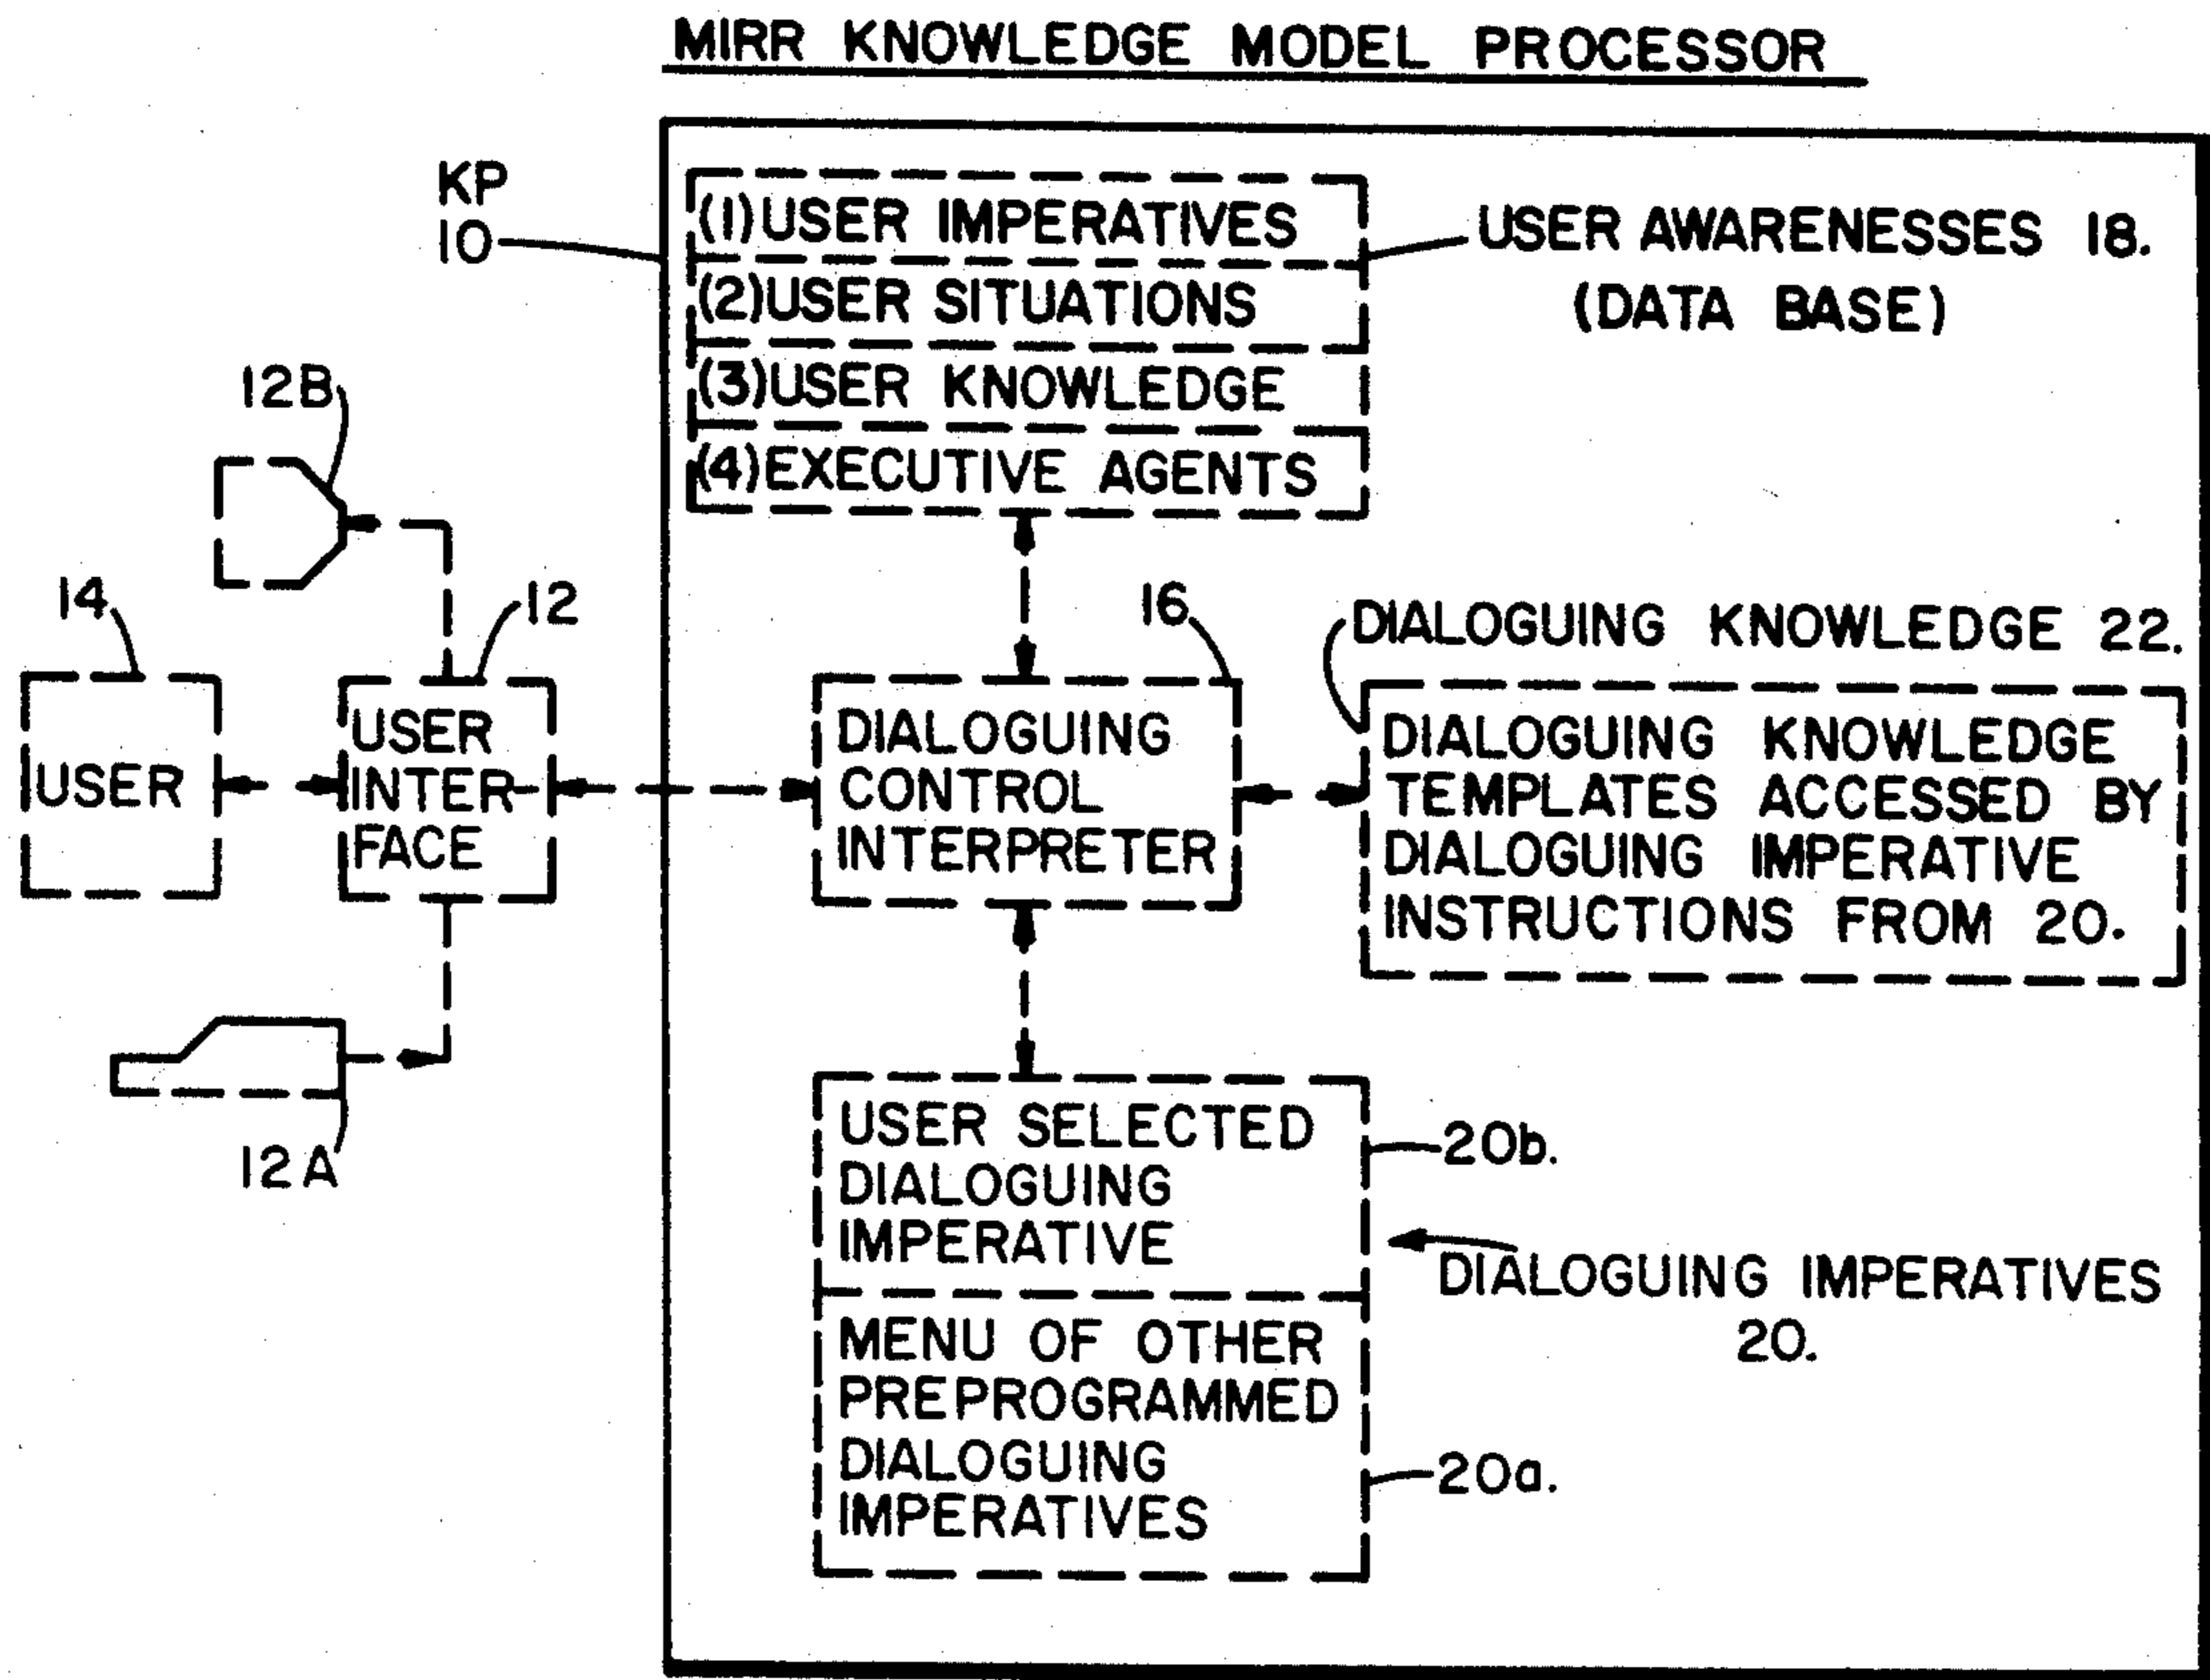 MIRR KNOWLEDGE MODEL PROCESSOR
KP
10
(1)USER IMPERATIVES
(2)USER SITUATIONS
(3)USER KNOWLEDGE
(4)EXECUTIVE AGENTS
USER AWARENESSES 18.
(DATA BASE)
12B
14
12
USER
USER
INTER-
FACE
12A
16
DIALOGUING
CONTROL
INTERPRETER
DIALOGUING KNOWLEDGE 22.
DIALOGUING KNOWLEDGE
TEMPLATES ACCESSED BY
DIALOGUING IMPERATIVE
INSTRUCTIONS FROM 20.
USER SELECTED
DIALOGUING
IMPERATIVE
20b.
DIALOGUING IMPERATIVES
20.
MENU OF OTHER
PREPROGRAMMED
DIALOGUING
IMPERATIVES
20a.